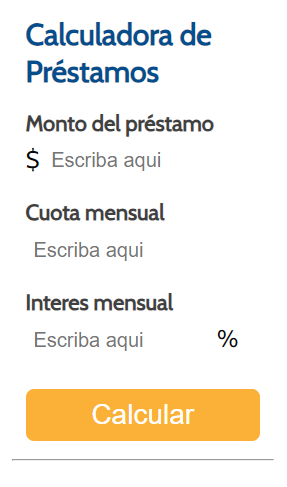 Calculadora de
Préstamos
Monto del préstamo
$ Escriba aqui
Cuota mensual
Escriba aqui
Interes mensual
Escriba aqui %
Calcular